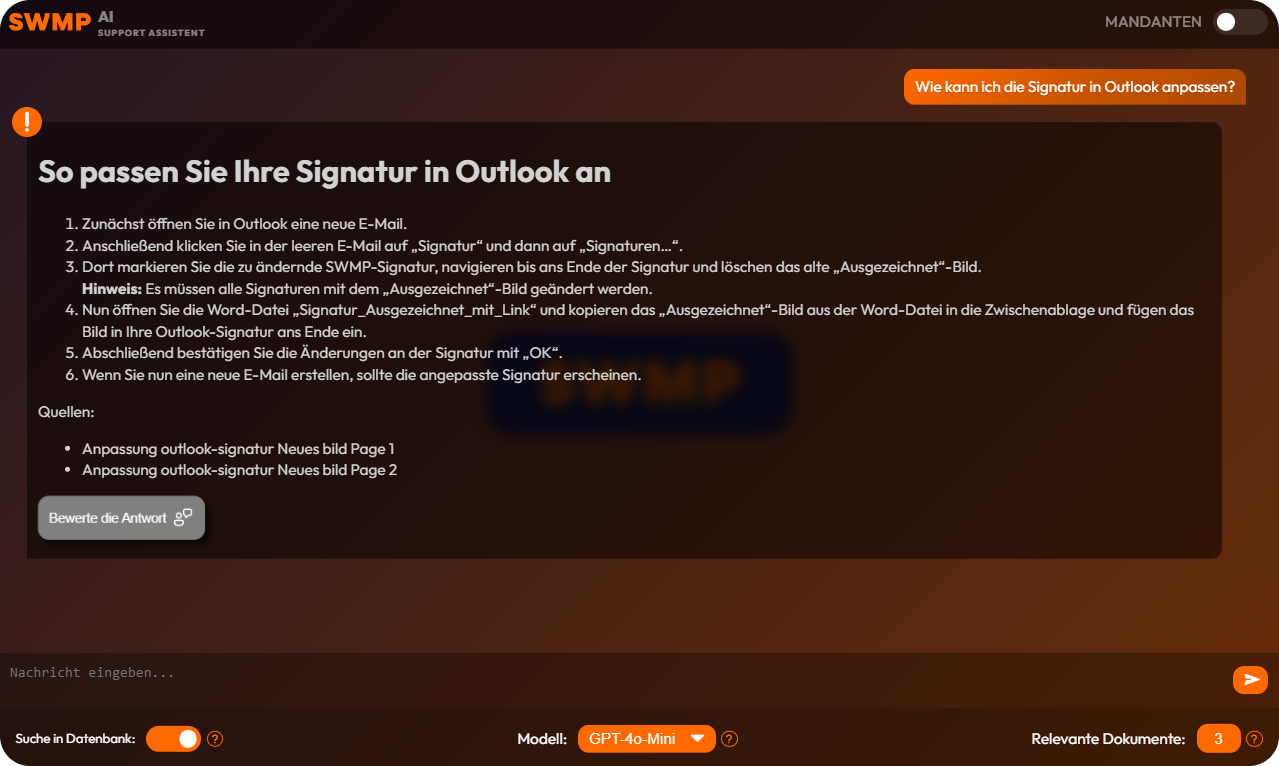 SWMP AI
SUPPORT ASSISTENT
MANDANTEN
Wie kann ich die Signatur in Outlook anpassen?
!
So passen Sie Ihre Signatur in Outlook an
1. Zunächst öffnen Sie in Outlook eine neue E-Mail.
2. Anschließend klicken Sie in der leeren E-Mail auf „Signatur“ und dann auf „Signaturen…“.
3. Dort markieren Sie die zu ändernde SWMP-Signatur, navigieren bis ans Ende der Signatur und löschen das alte „Ausgezeichnet“-Bild.
Hinweis: Es müssen alle Signaturen mit dem „Ausgezeichnet“-Bild geändert werden.
4. Nun öffnen Sie die Word-Datei „Signatur_Ausgezeichnet_mit_Link“ und kopieren das „Ausgezeichnet“-Bild aus der Word-Datei in die Zwischenablage und fügen das
Bild in Ihre Outlook-Signatur ans Ende ein.
5. Abschließend bestätigen Sie die Änderungen an der Signatur mit „OK“.
6. Wenn Sie nun eine neue E-Mail erstellen, sollte die angepasste Signatur erscheinen.
SWMP
Quellen:
• Anpassung outlook-signatur Neues bild Page 1
• Anpassung outlook-signatur Neues bild Page 2
Bewerte die Antwort
Nachricht eingeben...
Suche in Datenbank: ?
Modell: GPT-4o-Mini ?
Relevante Dokumente: 3 ?